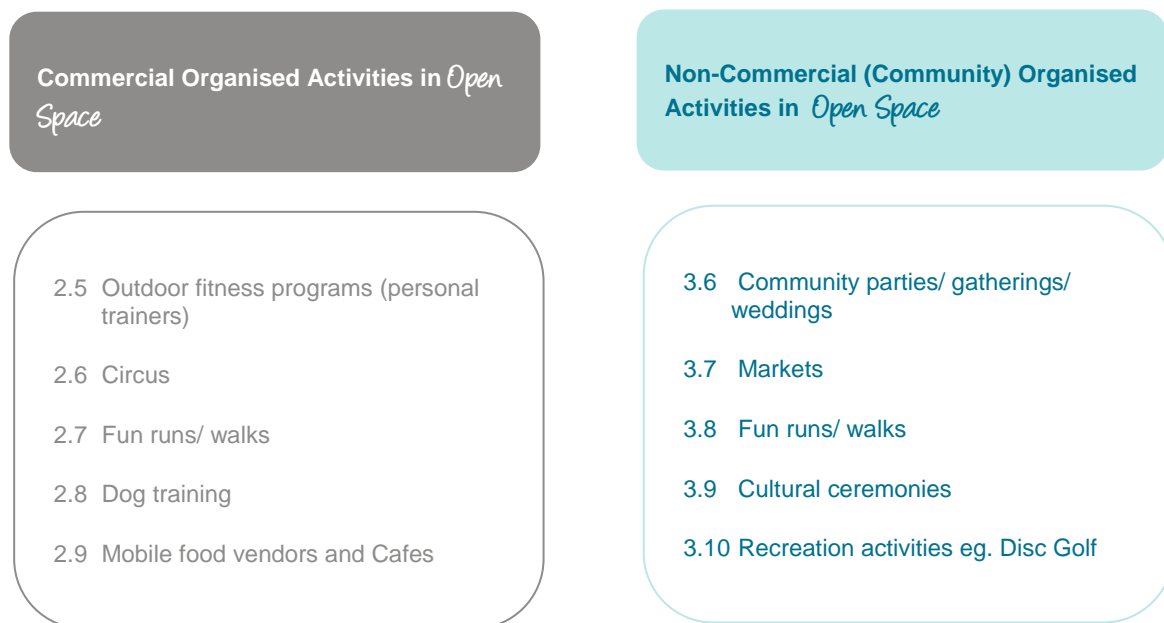 Commercial Organised Activities in Open
Space
2.5 Outdoor fitness programs (personal
trainers)
2.6 Circus
2.7 Fun runs/ walks
2.8 Dog training
2.9 Mobile food vendors and Cafes
Non-Commercial (Community) Organised
Activities in Open Space
3.6 Community parties/ gatherings/
weddings
3.7 Markets
3.8 Fun runs/ walks
3.9 Cultural ceremonies
3.10 Recreation activities eg. Disc Golf